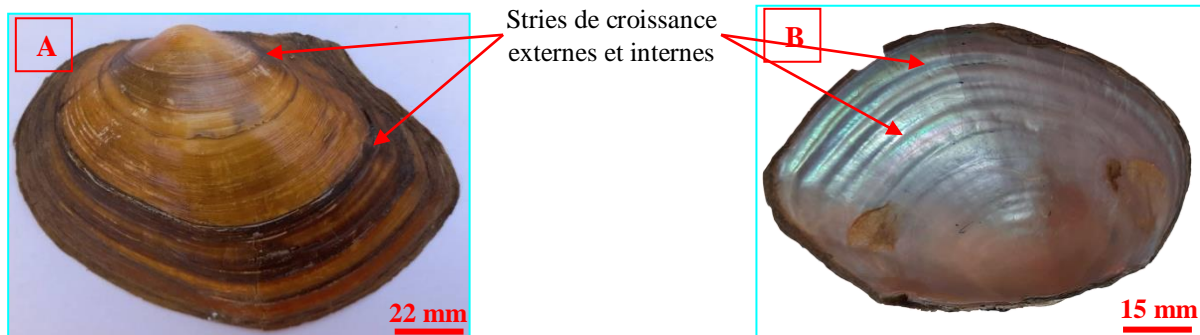 A
Stries de croissance
externes et internes
B
22 mm
15 mm